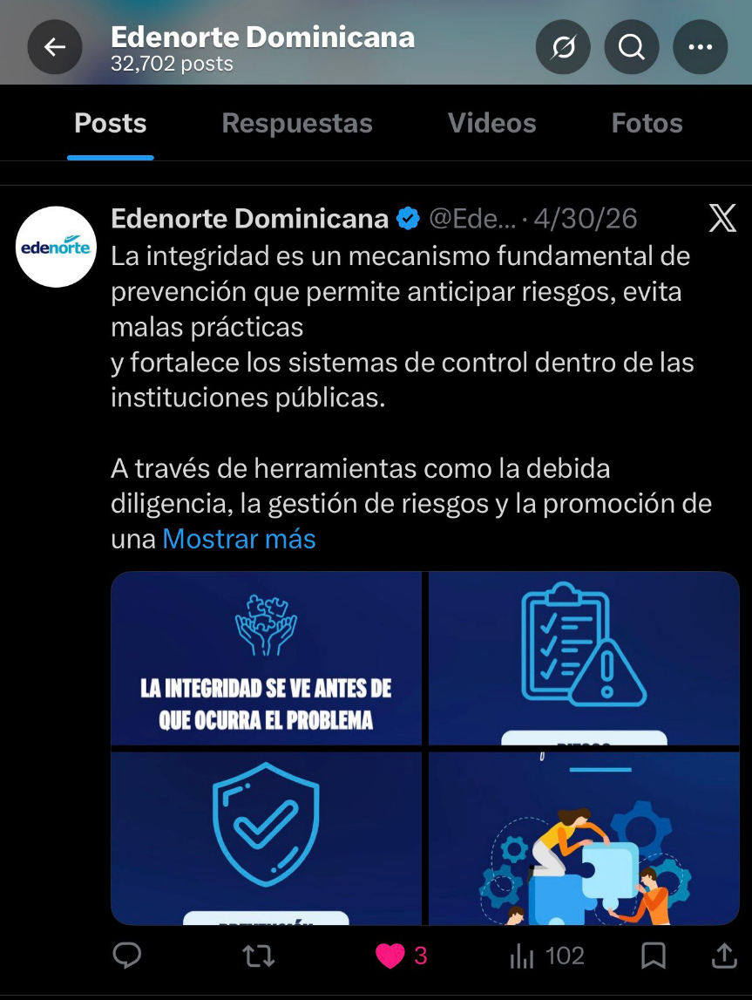 Edenorte Dominicana
32,702 posts
Posts
Respuestas
Videos
Fotos
Edenorte Dominicana @Ede... · 4/30/26
edenorte
La integridad es un mecanismo fundamental de
prevención que permite anticipar riesgos, evita
malas prácticas
y fortalece los sistemas de control dentro de las
instituciones públicas.
A través de herramientas como la debida
diligencia, la gestión de riesgos y la promoción de
una Mostrar más
LA INTEGRIDAD SE VE ANTES DE
QUE OCURRA EL PROBLEMA
PREVENCIÓN
3
102